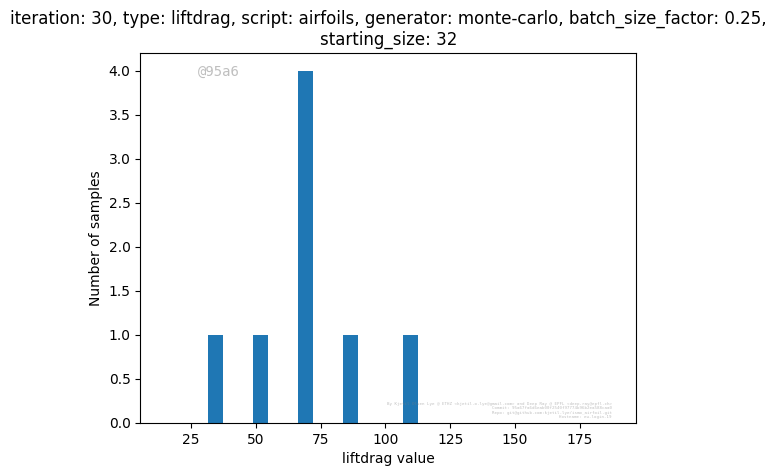 iteration: 30, type: liftdrag, script: airfoils, generator: monte-carlo, batch_size_factor: 0.25,
starting_size: 32
@95a6
4.0
3.5
3.0
2.5
2.0
1.5
1.0
0.5
0.0
Number of samples
25 50 75 100 125 150 175
liftdrag value